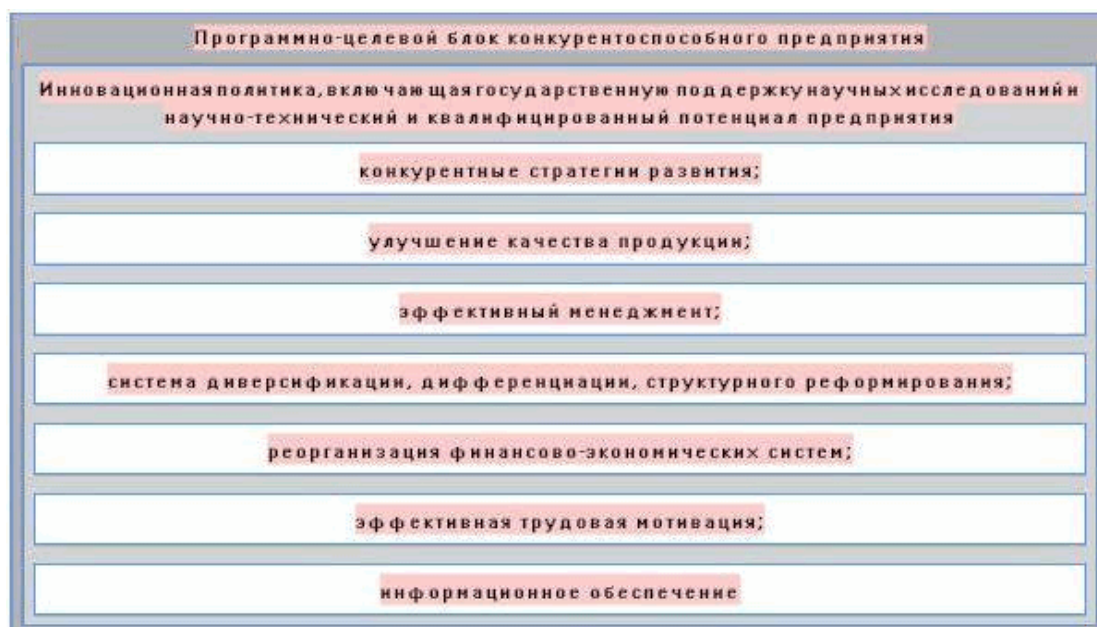 Программно-целевой блок конкурентоспособного предприятия
Инновационная политика, включающая государственную поддержку научных исследований и
научно-технический и квалифицированный потенциал предприятия
конкурентные стратегии развития;
улучшение качества продукции;
эффективный менеджмент;
система диверсификации, дифференциации, структурного реформирования;
реорганизация финансово-экономических систем;
эффективная трудовая мотивация;
информационное обеспечение